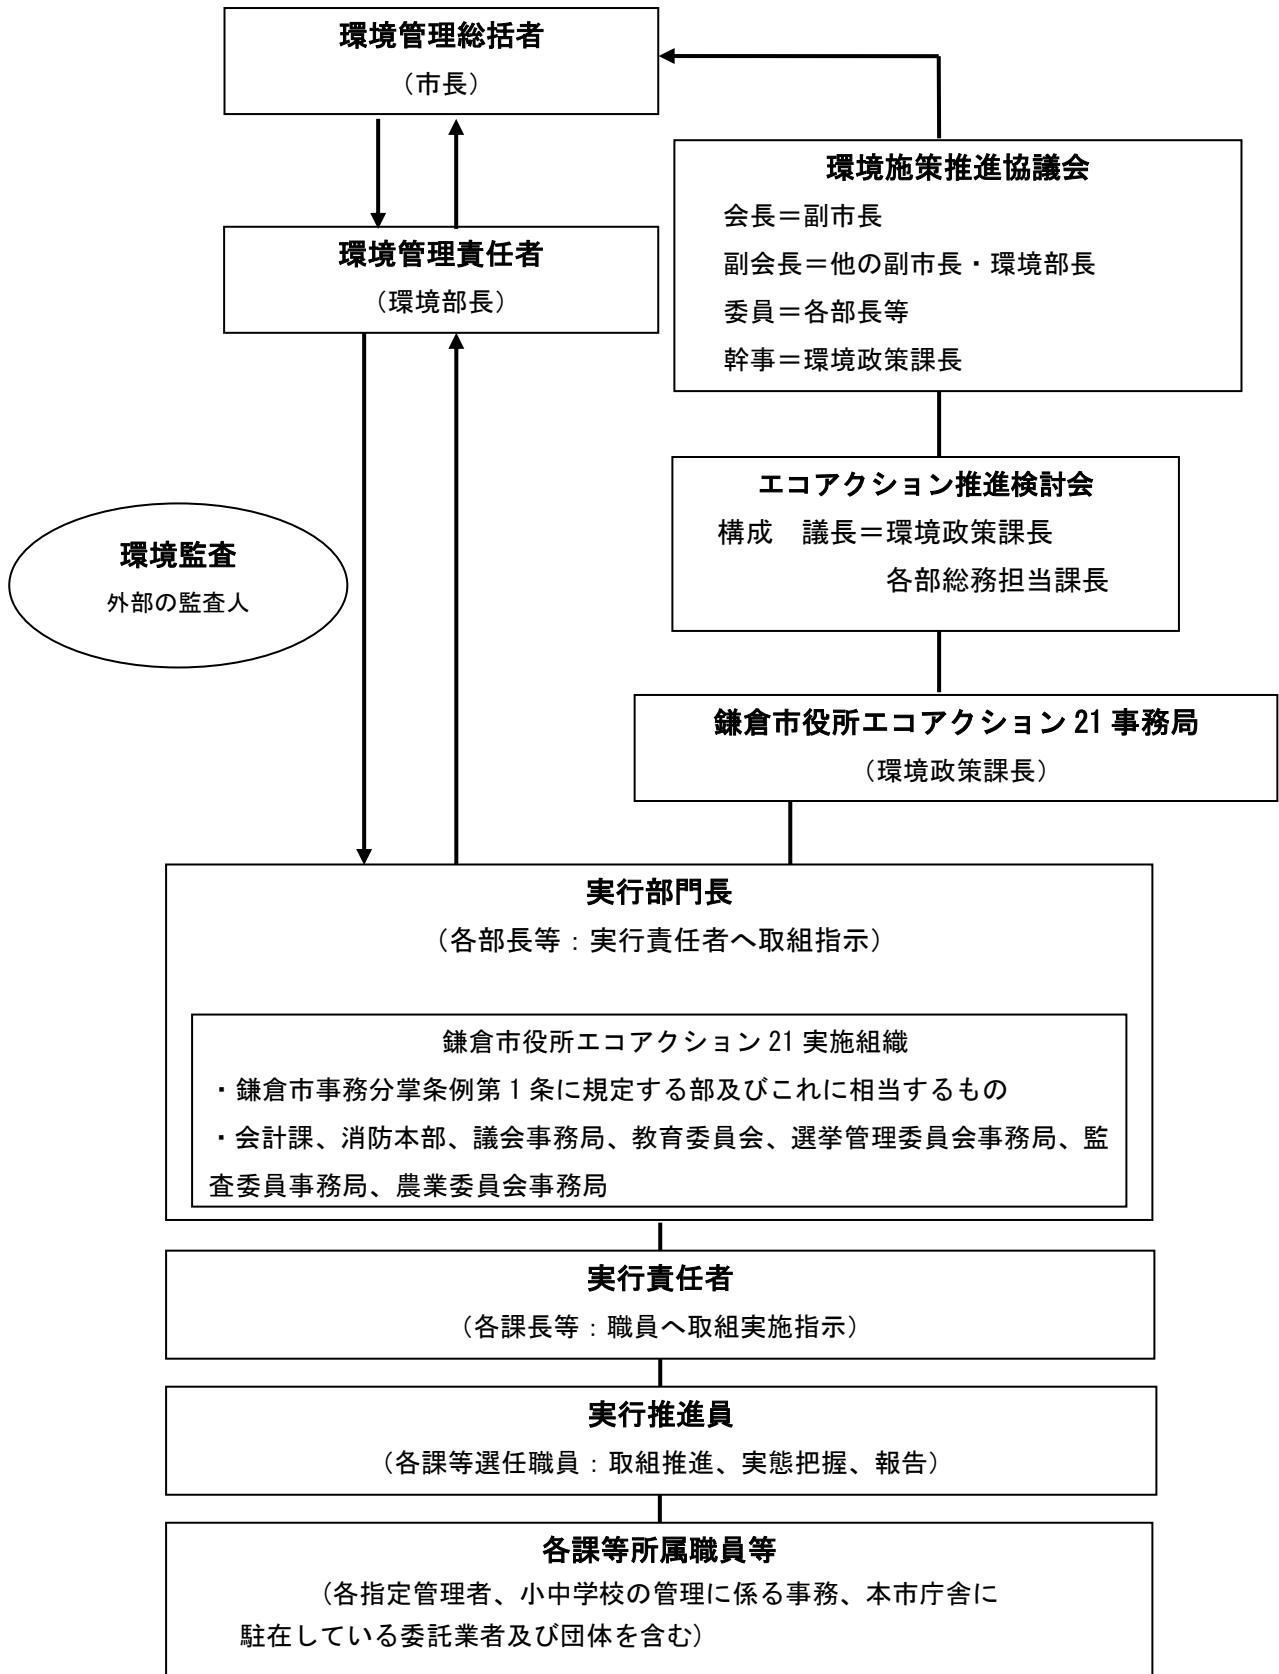 環境管理総括者
（市長）
環境管理責任者
（環境部長）
環境施策推進協議会
会長＝副市長
副会長＝他の副市長・環境部長
委員＝各部長等
幹事＝環境政策課長
エコアクション推進検討会
構成　議長＝環境政策課長
各部総務担当課長
環境監査
外部の監査人
鎌倉市役所エコアクション 21 事務局
（環境政策課長）
実行部門長
（各部長等：実行責任者へ取組指示）
鎌倉市役所エコアクション 21 実施組織
・鎌倉市事務分掌条例第 1 条に規定する部及びこれに相当するもの
・会計課、消防本部、議会事務局、教育委員会、選挙管理委員会事務局、監
査委員事務局、農業委員会事務局
実行責任者
（各課長等：職員へ取組実施指示）
実行推進員
（各課等選任職員：取組推進、実態把握、報告）
各課等所属職員等
（各指定管理者、小中学校の管理に係る事務、本市庁舎に
駐在している委託業者及び団体を含む）